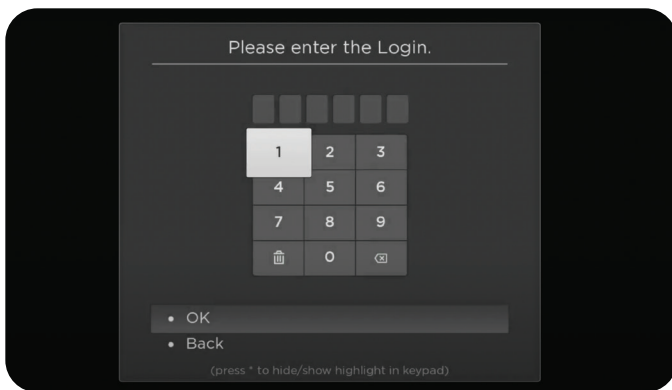 Please enter the Login.
1 2 3
4 5 6
7 8 9
0
• OK
• Back
(press * to hide/show highlight in keypad)